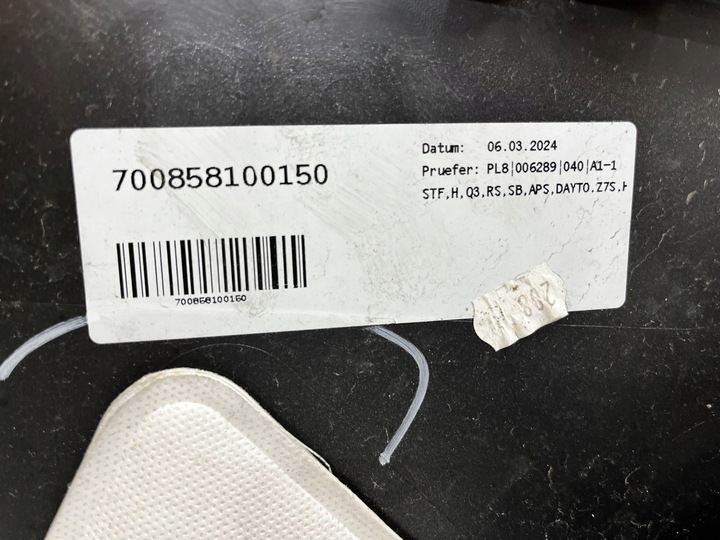 700858100150
Datum: 06.03.2024
Pruefer: PL8|006289|040|A1-1
STF,H,Q3,RS,SB,APS,DAYTO,Z7S,H
700858100150